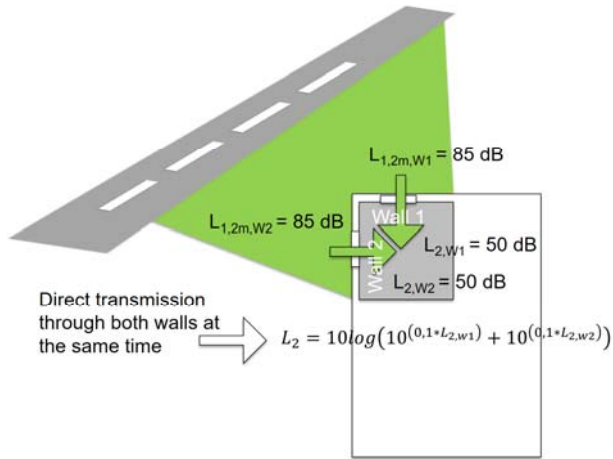 L1,2m,W1 = 85 dB
L1,2m,W2 = 85 dB
Wall 1
Wall 2
L2,W1 = 50 dB
L2,W2 = 50 dB
Direct transmission
through both walls at
the same time
L2 = 10log(10^(0,1*L2,w1) + 10^(0,1*L2,w2))